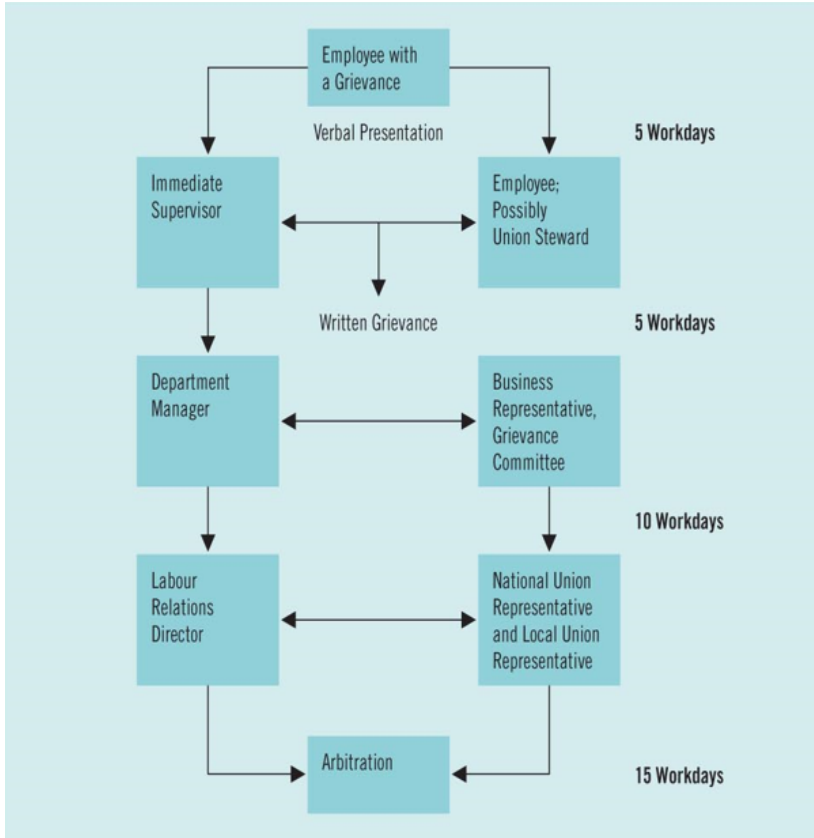 Employee with
a Grievance
Verbal Presentation
5 Workdays
Immediate
Supervisor
Employee;
Possibly
Union Steward
Written Grievance
5 Workdays
Department
Manager
Business
Representative,
Grievance
Committee
10 Workdays
Labour
Relations
Director
National Union
Representative
and Local Union
Representative
Arbitration
15 Workdays